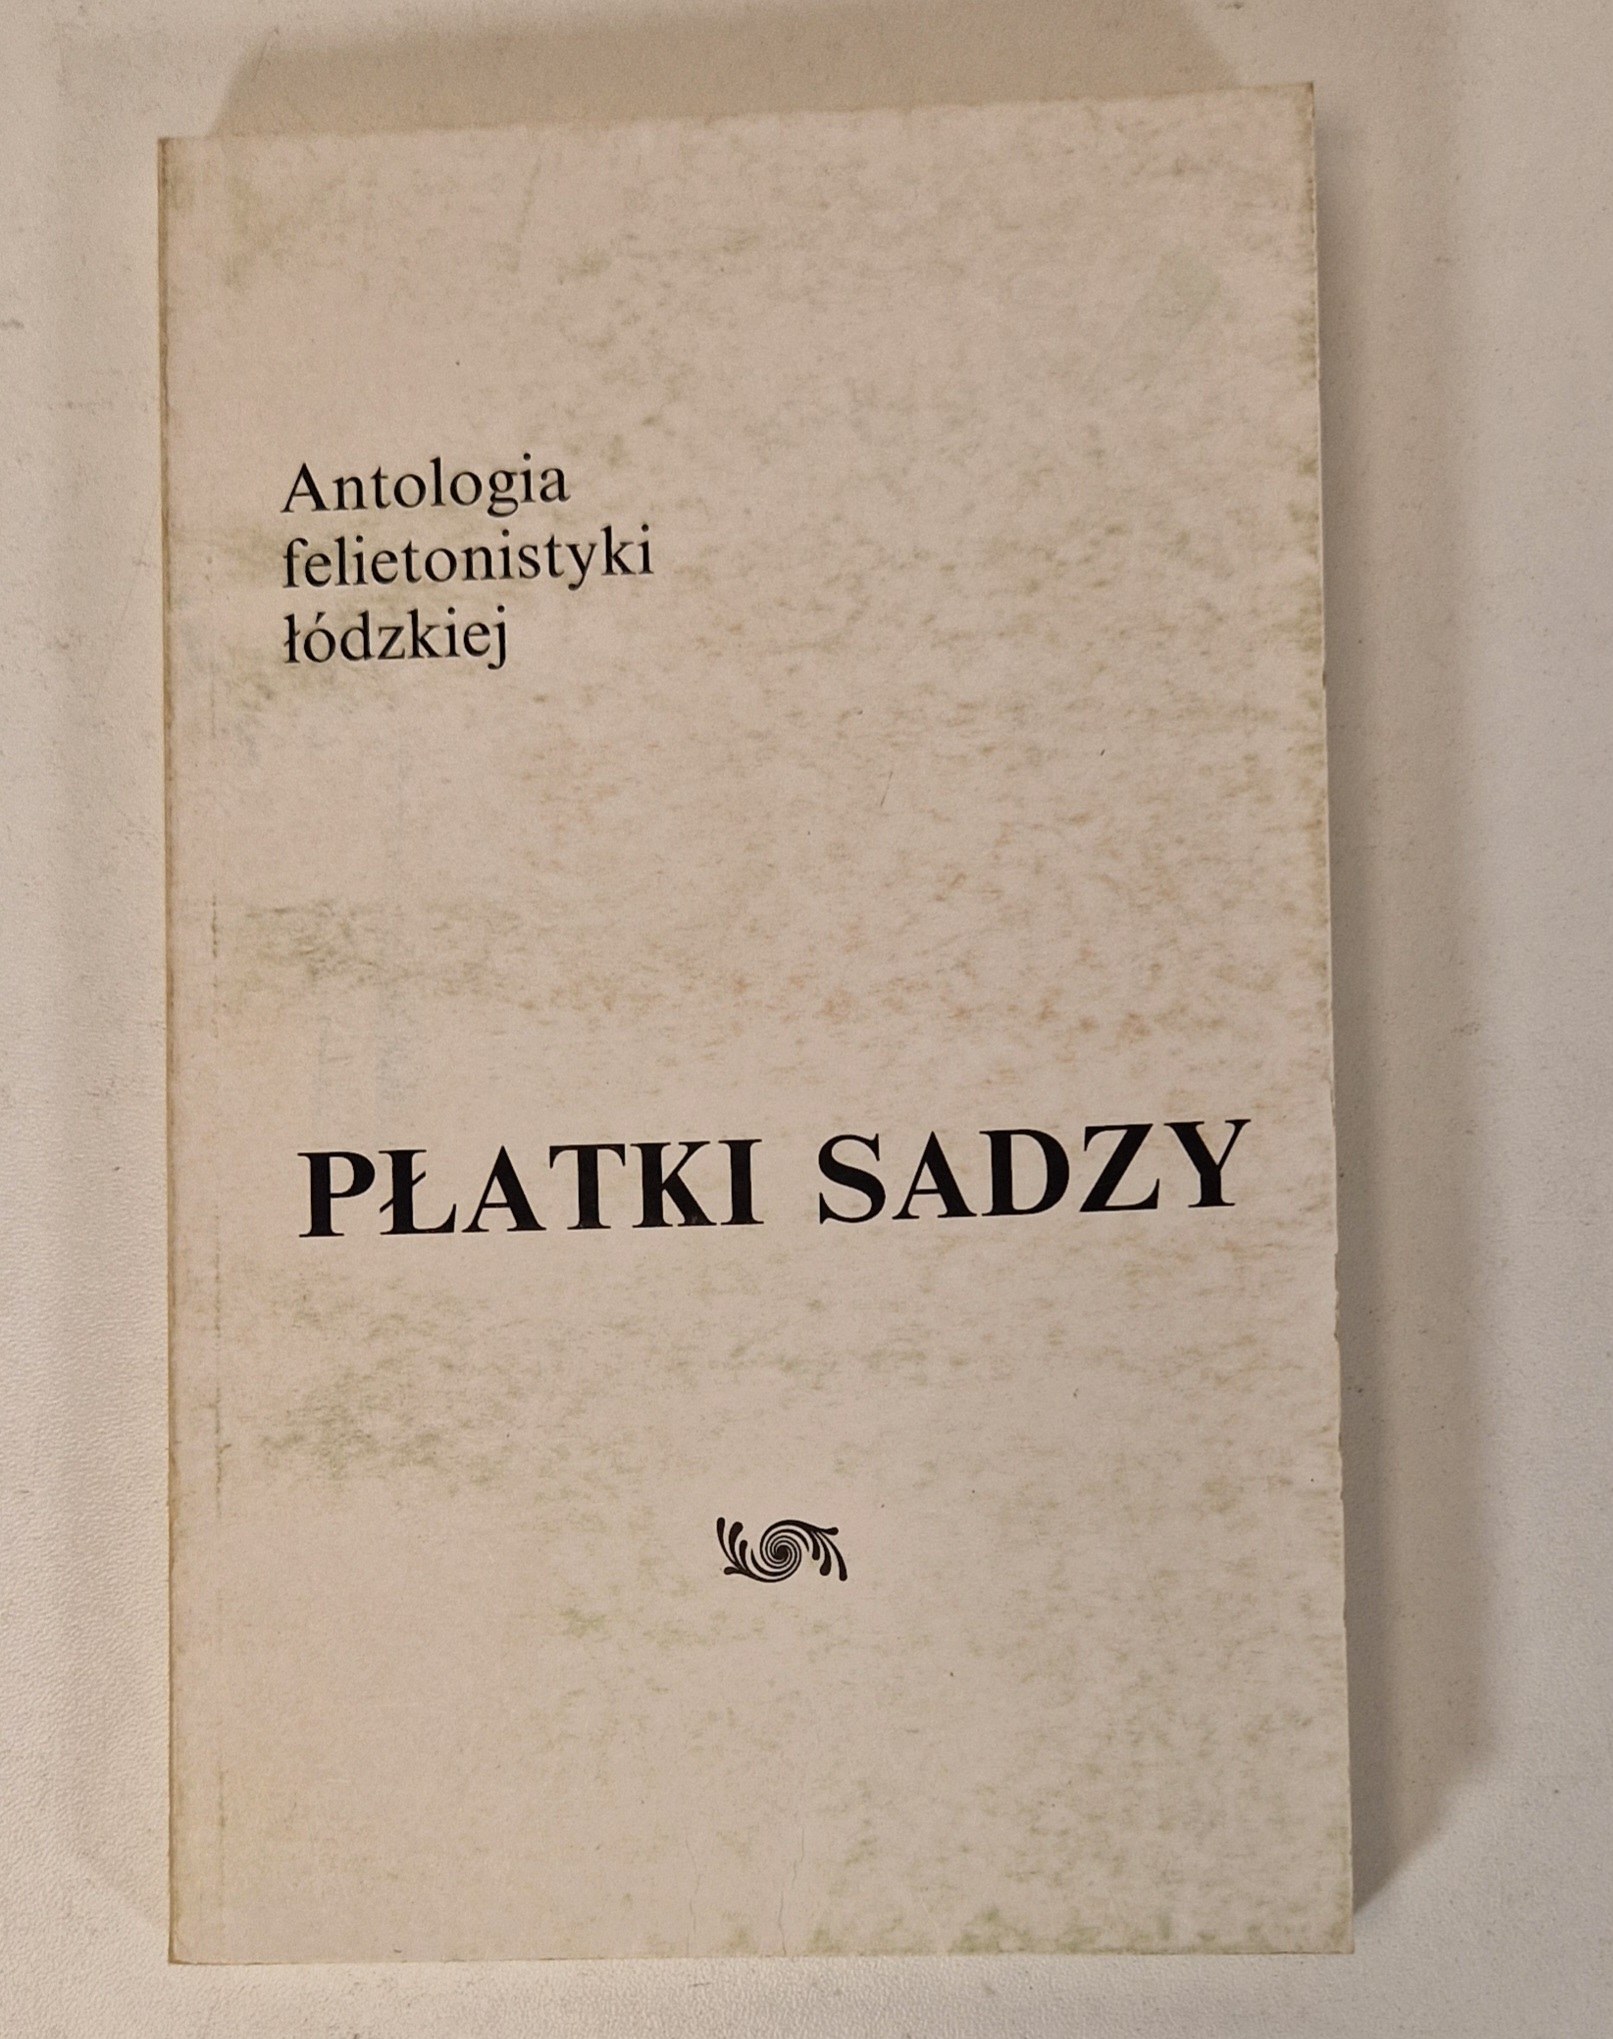 Antologia
felietonistyki
łódzkiej
PŁATKI SADZY